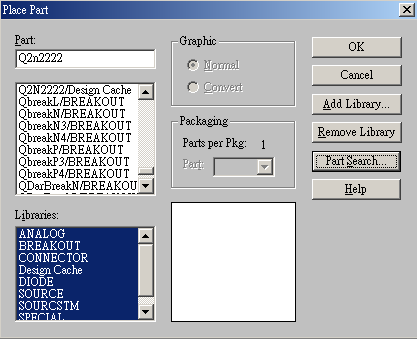 Place Part
Part:
Q2n2222
Q2N2222/Design Cache
QbreakL/BREAKOUT
QbreakN/BREAKOUT
QbreakN3/BREAKOUT
QbreakN4/BREAKOUT
QbreakP/BREAKOUT
QbreakP3/BREAKOUT
QbreakP4/BREAKOUT
QDarBreakN/BREAKOU
Libraries:
ANALOG
BREAKOUT
CONNECTOR
Design Cache
DIODE
SOURCE
SOURCSTM
SPECIAL
Graphic
Normal
Convert
Packaging
Parts per Pkg: 1
Part:
OK
Cancel
Add Library...
Remove Library
Part Search...
Help